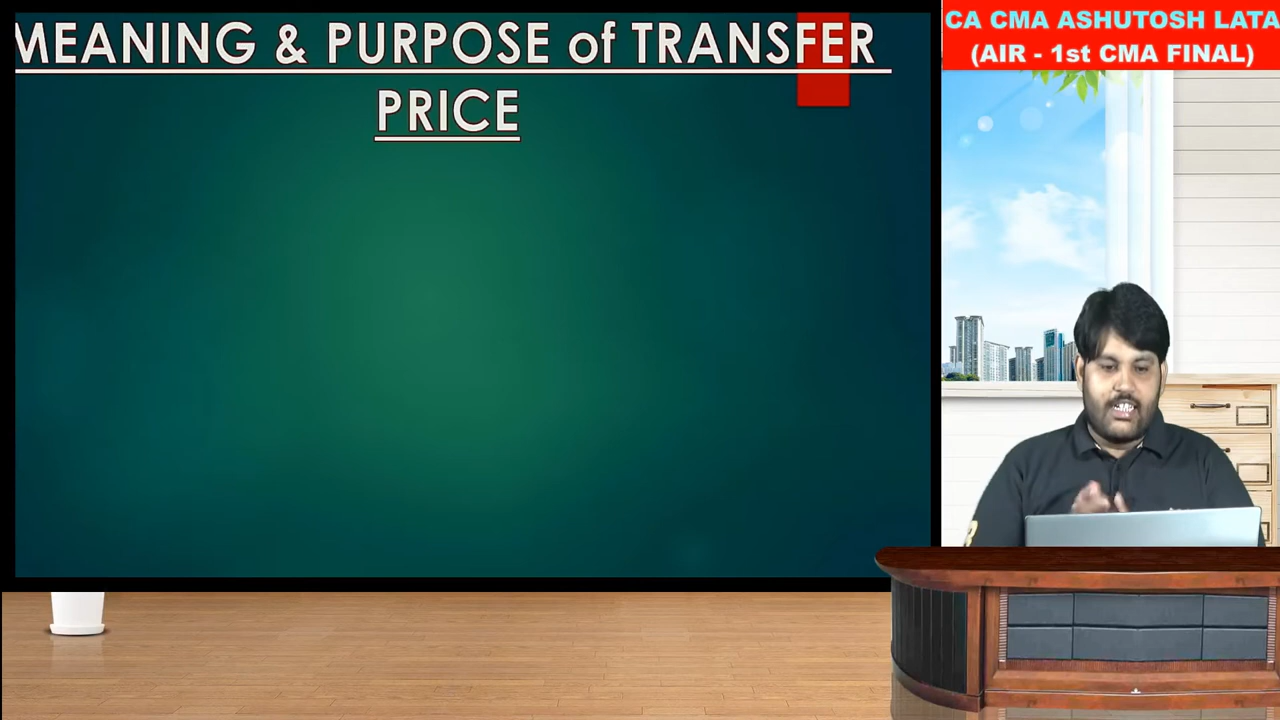 MEANING & PURPOSE of TRANSFER
PRICE
CA CMA ASHUTOSH LATA
(AIR - 1st CMA FINAL)